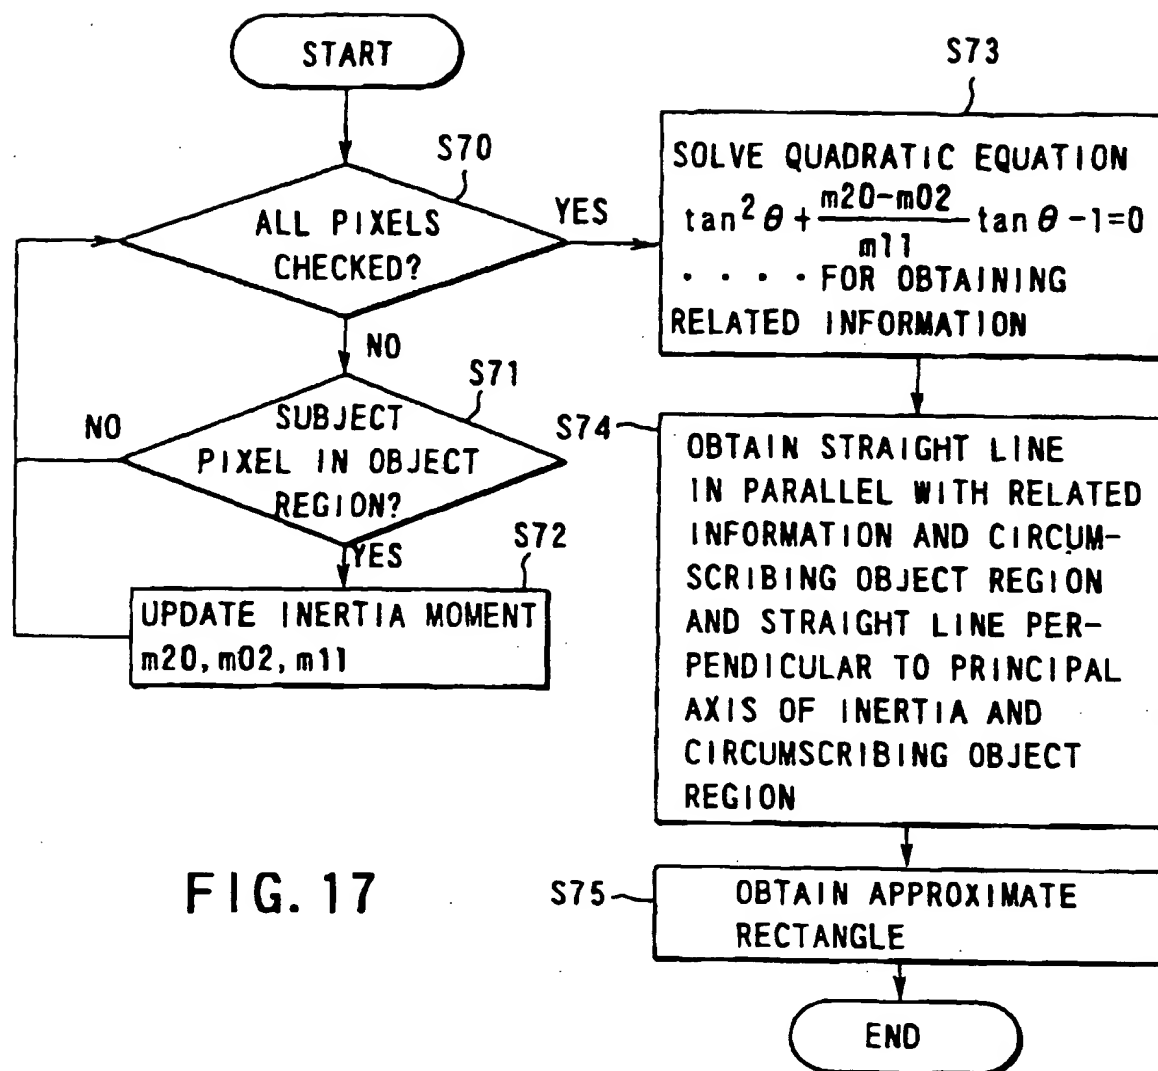 START
S70
ALL PIXELS
CHECKED?
YES
NO
S71
SUBJECT
PIXEL IN OBJECT
REGION?
NO
YES
S72
UPDATE INERTIA MOMENT
m20, m02, m11
S73
SOLVE QUADRATIC EQUATION
tan²θ + (m20-m02)/m11 tanθ -1=0
・・・・FOR OBTAINING
RELATED INFORMATION
S74
OBTAIN STRAIGHT LINE
IN PARALLEL WITH RELATED
INFORMATION AND CIRCUM-
SCRIBING OBJECT REGION
AND STRAIGHT LINE PER-
PENDICULAR TO PRINCIPAL
AXIS OF INERTIA AND
CIRCUMSCRIBING OBJECT
REGION
S75
OBTAIN APPROXIMATE
RECTANGLE
END
FIG. 17